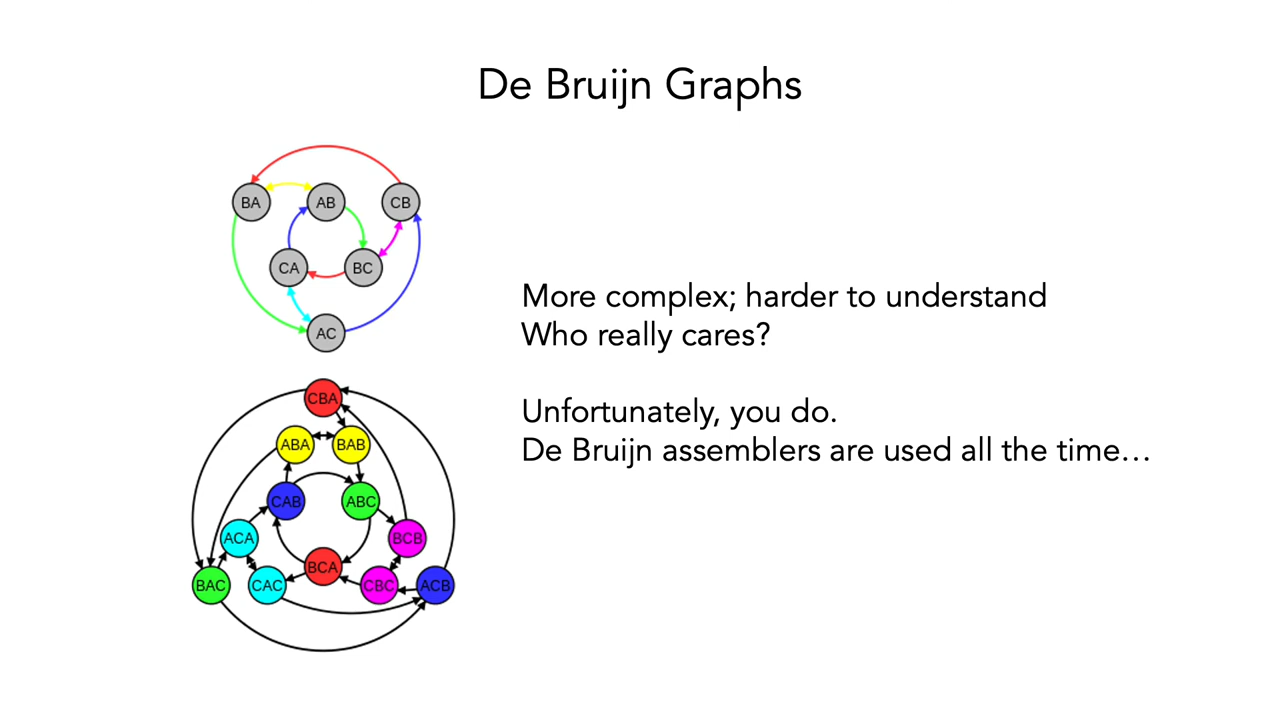 De Bruijn Graphs
BA
AB
CB
CA
BC
AC
More complex; harder to understand
Who really cares?
Unfortunately, you do.
De Bruijn assemblers are used all the time…
CBA
ABA
BAB
CAB
ABC
ACA
BCB
BCA
BAC
CAC
CBC
ACB